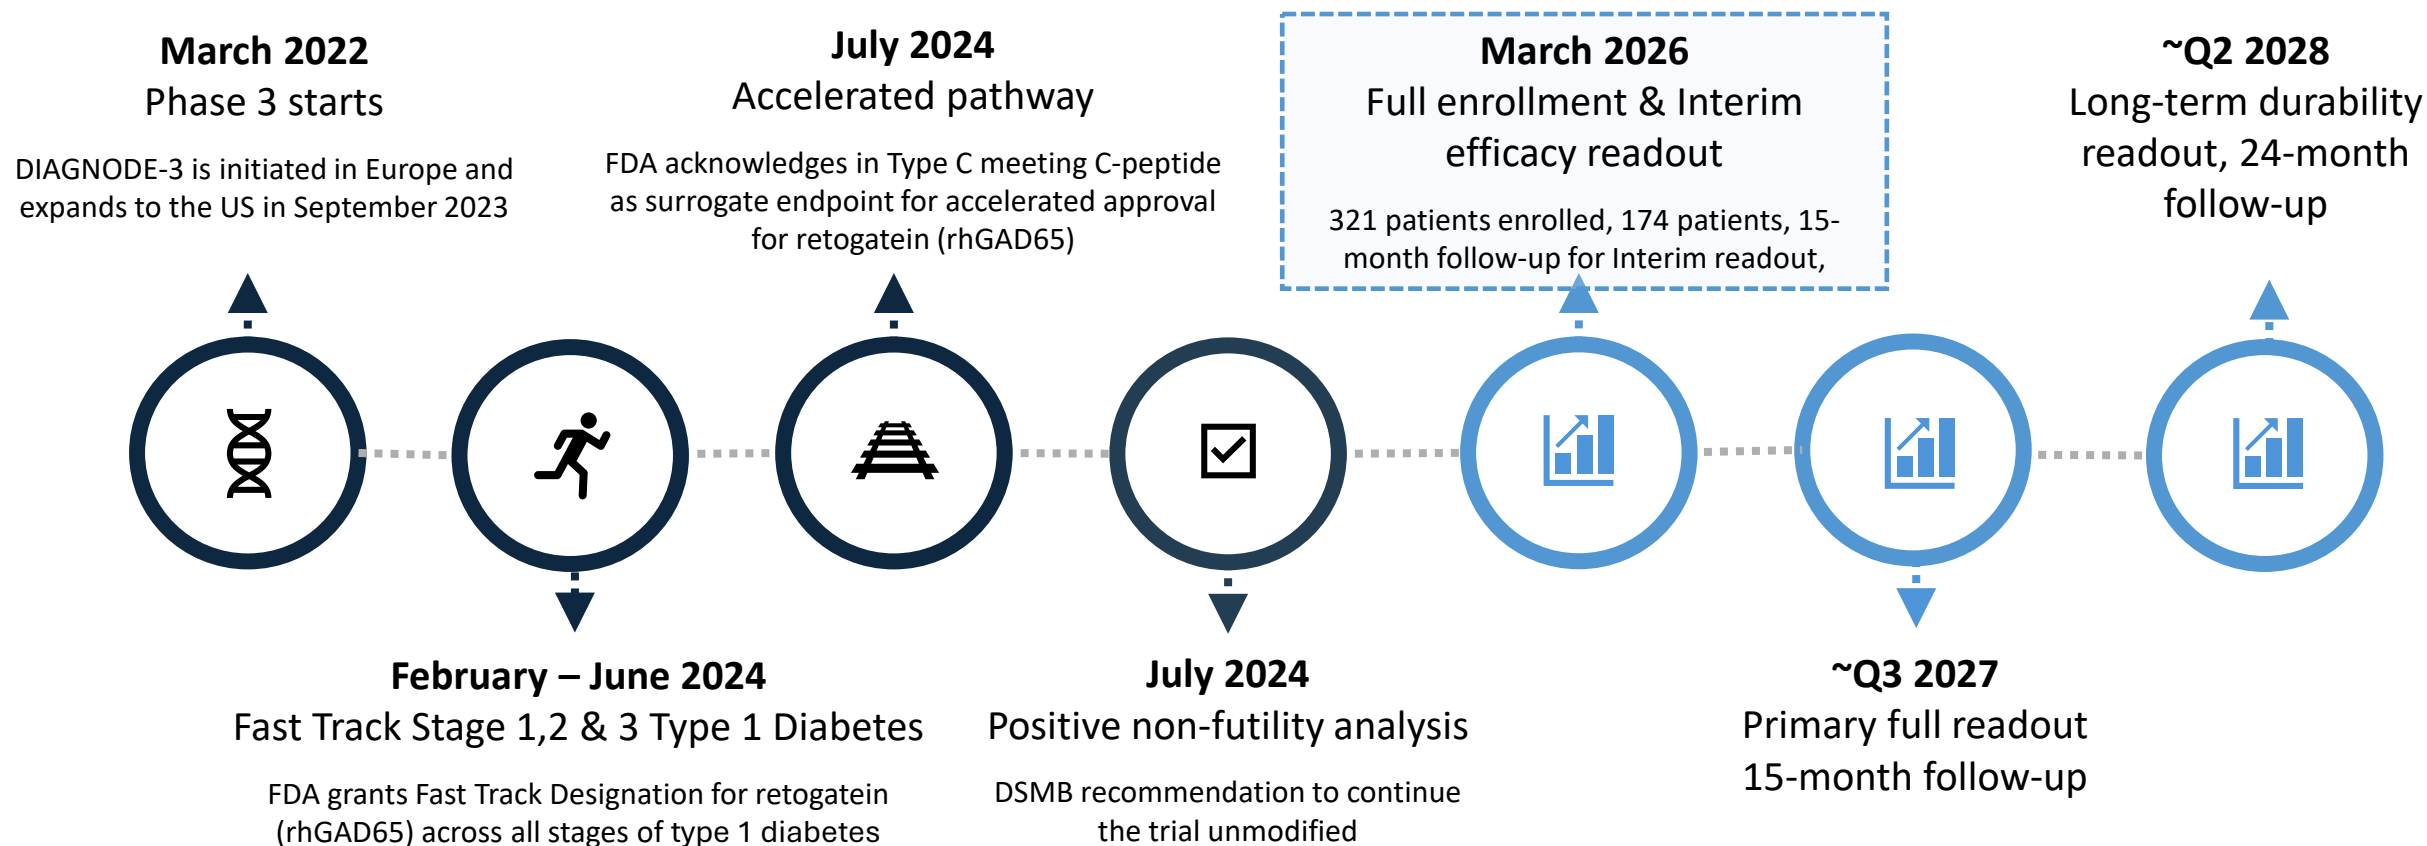 March 2022
Phase 3 starts
DIAGNODE-3 is initiated in Europe and
expands to the US in September 2023
February – June 2024
Fast Track Stage 1,2 & 3 Type 1 Diabetes
FDA grants Fast Track Designation for retogatein
(rhGAD65) across all stages of type 1 diabetes
July 2024
Accelerated pathway
FDA acknowledges in Type C meeting C-peptide
as surrogate endpoint for accelerated approval
for retogatein (rhGAD65)
July 2024
Positive non-futility analysis
DSMB recommendation to continue
the trial unmodified
March 2026
Full enrollment & Interim
efficacy readout
321 patients enrolled, 174 patients, 15-
month follow-up for Interim readout,
~Q3 2027
Primary full readout
15-month follow-up
~Q2 2028
Long-term durability
readout, 24-month
follow-up